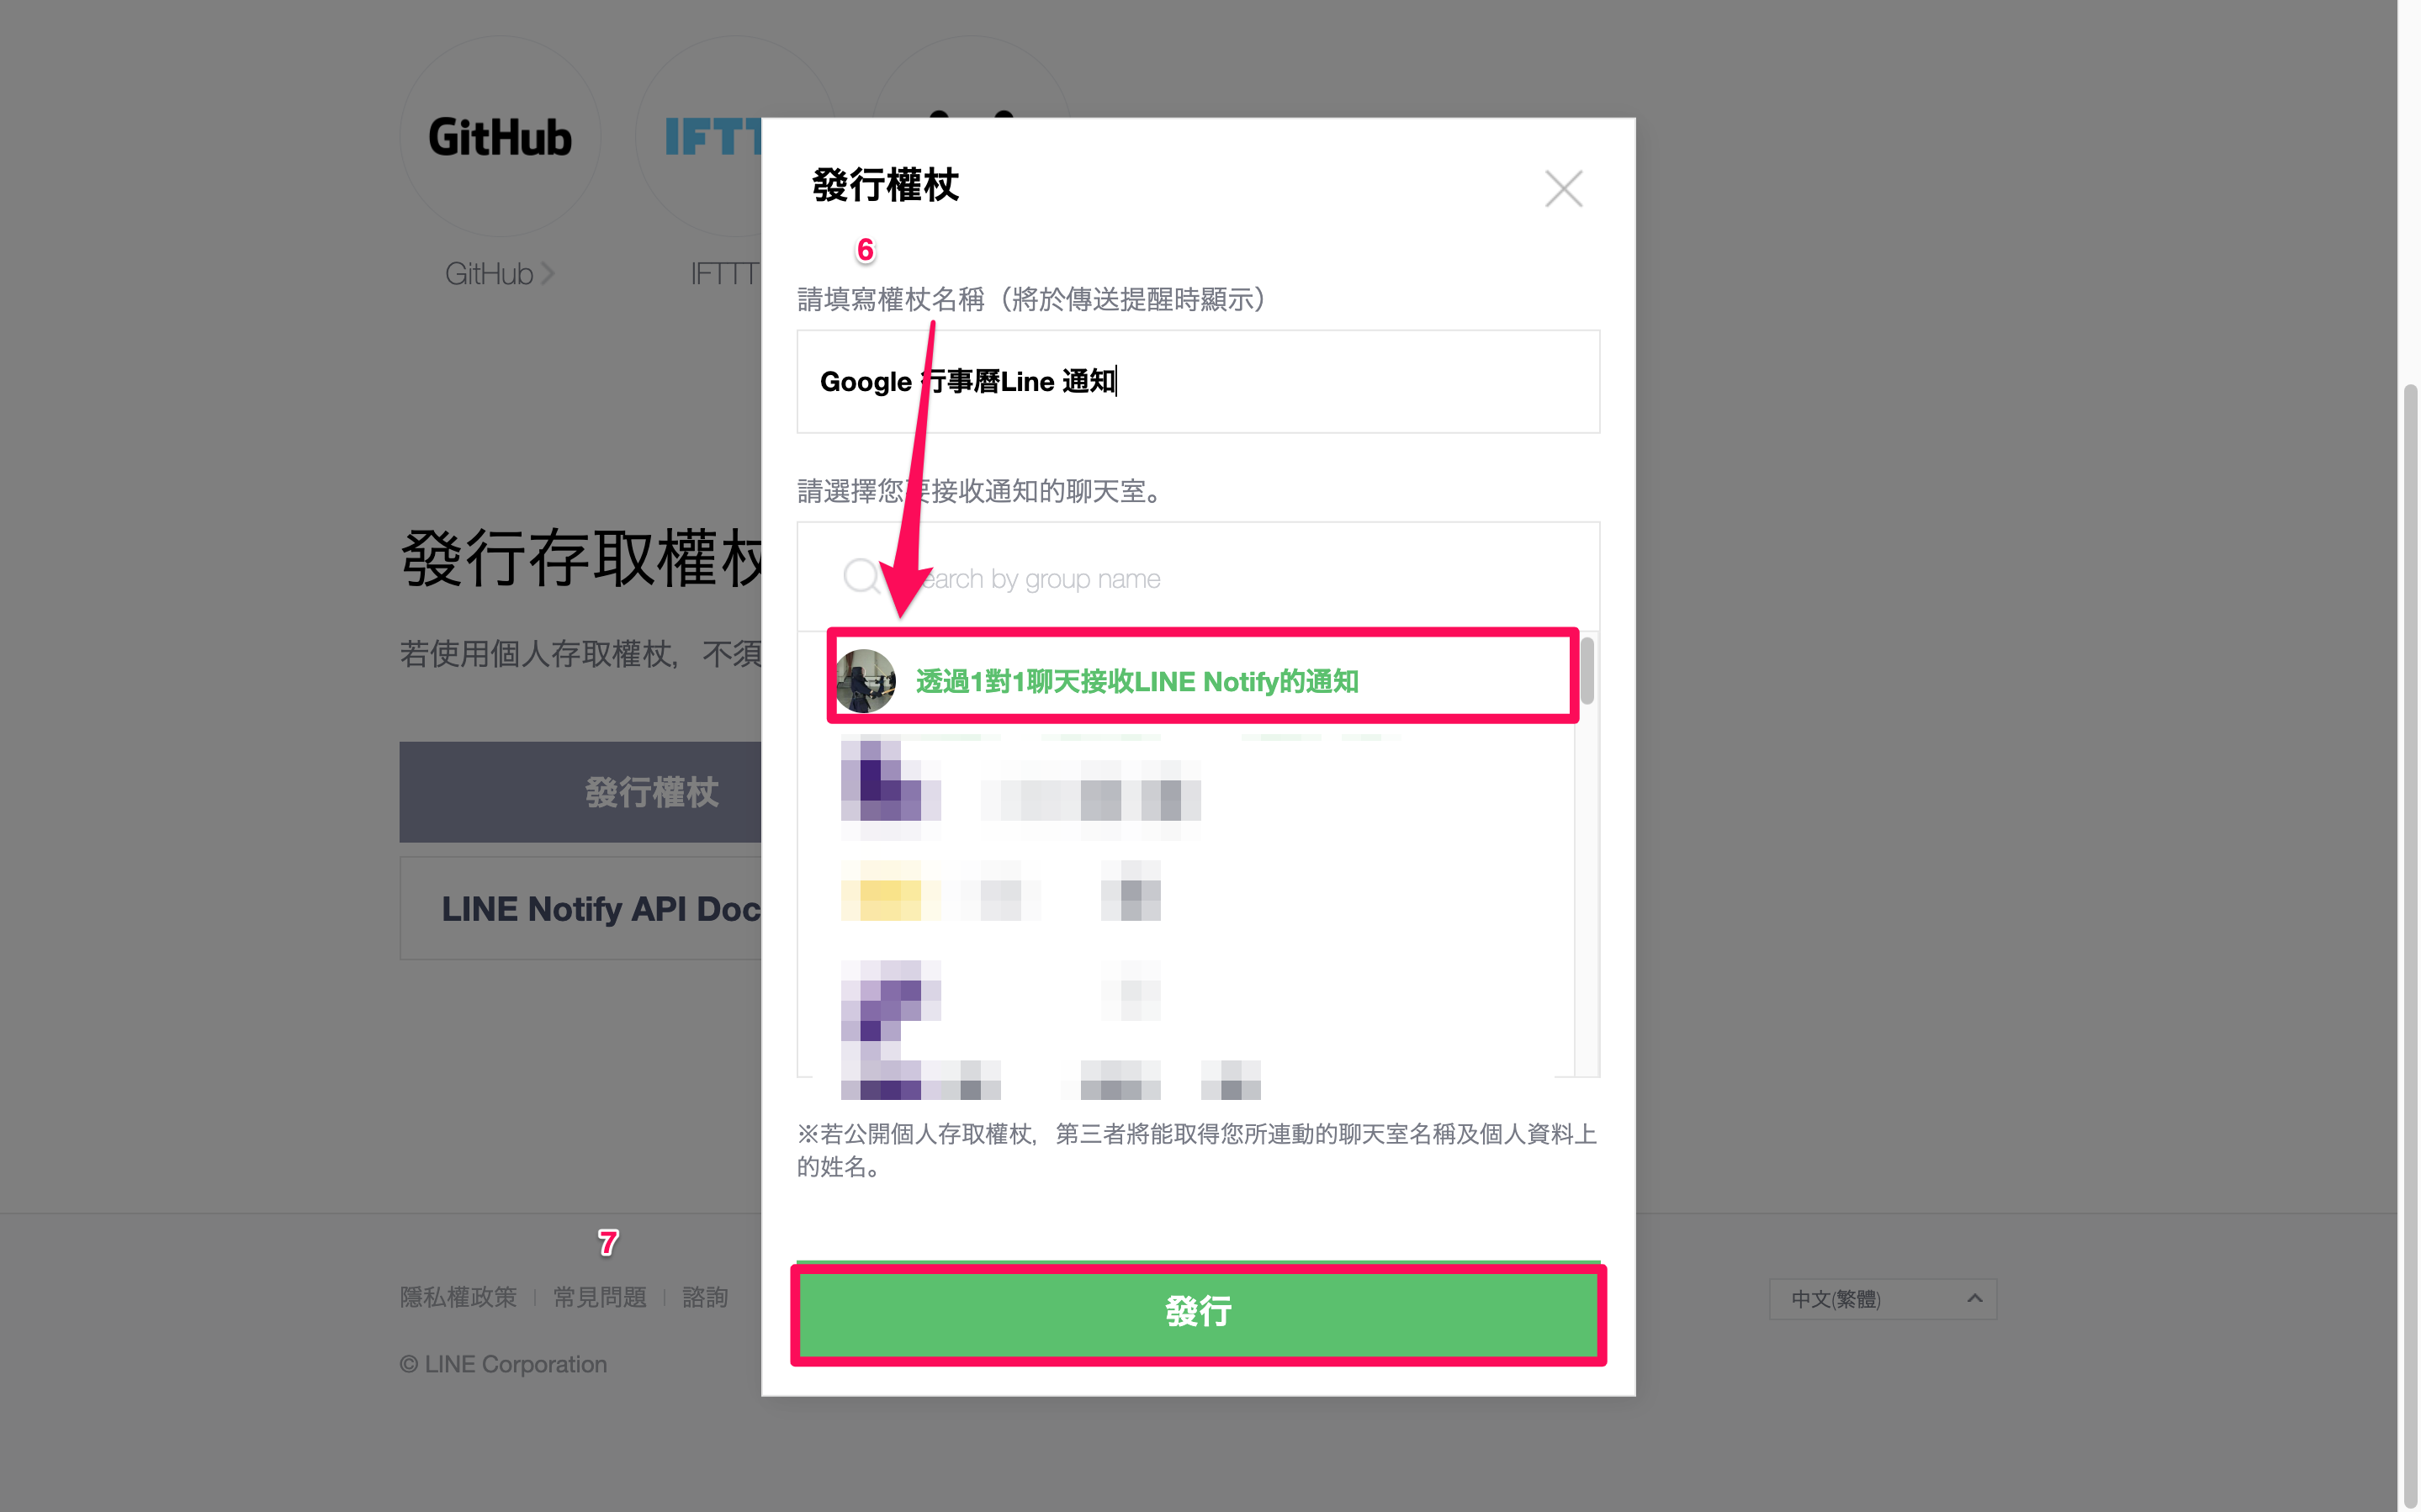 GitHub
IFTT
GitHub
IFTTT
發行權杖
6
請填寫權杖名稱（將於傳送提醒時顯示）
Google 行事曆Line 通知
請選擇您要接收通知的聊天室。
earch by group name
透過1對1聊天接收LINE Notify的通知
發行存取權杖
若使用個人存取權杖，不須
發行權杖
LINE Notify API Doc
※若公開個人存取權杖，第三者將能取得您所連動的聊天室名稱及個人資料上
的姓名。
7
發行
隱私權政策 | 常見問題 | 諮詢
中文(繁體)
© LINE Corporation